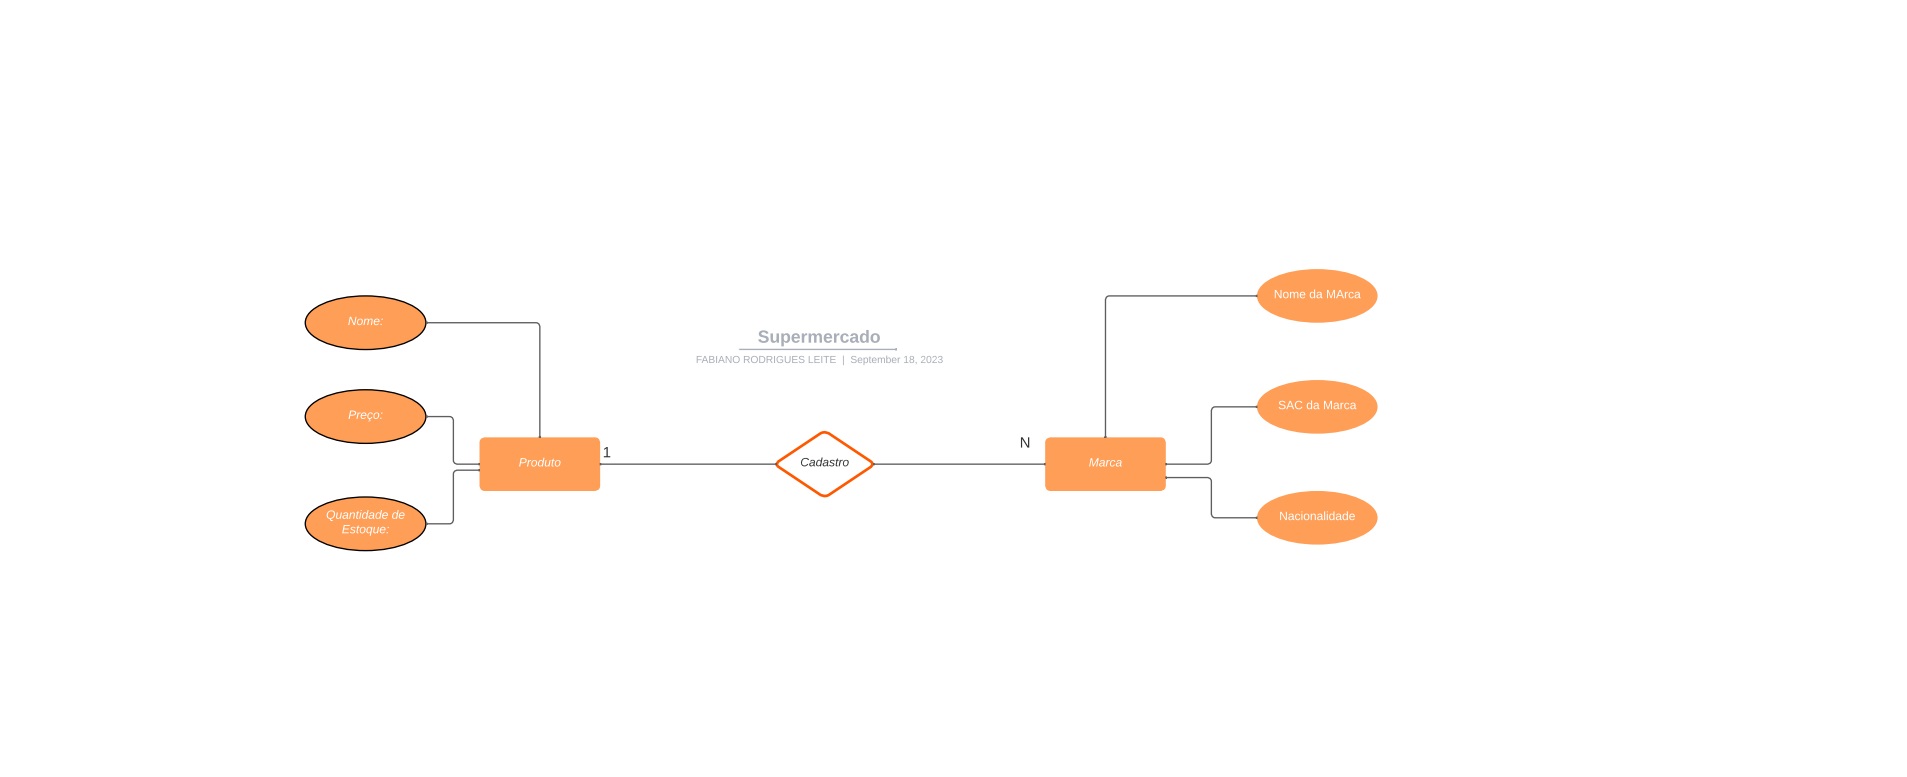 Supermercado
FABIANO RODRIGUES LEITE | September 18, 2023
Nome:
Preço:
Quantidade de
Estoque:
Produto
1
Cadastro
N
Marca
Nome da MArca
SAC da Marca
Nacionalidade